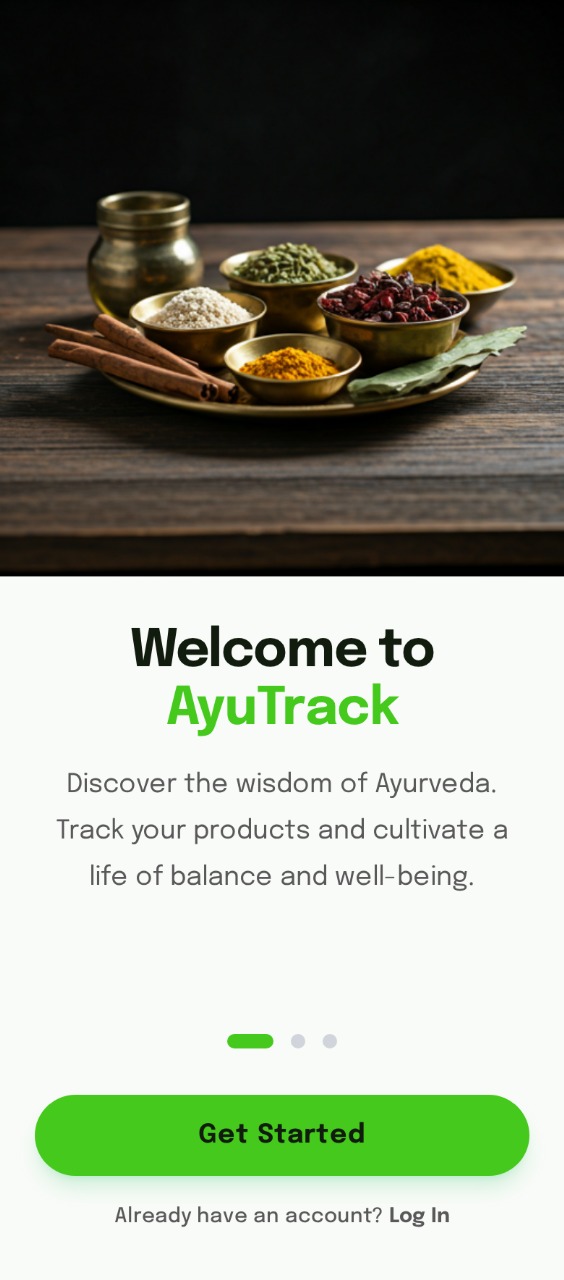 Welcome to
AyuTrack
Discover the wisdom of Ayurveda.
Track your products and cultivate a
life of balance and well-being.
Get Started
Already have an account? Log In